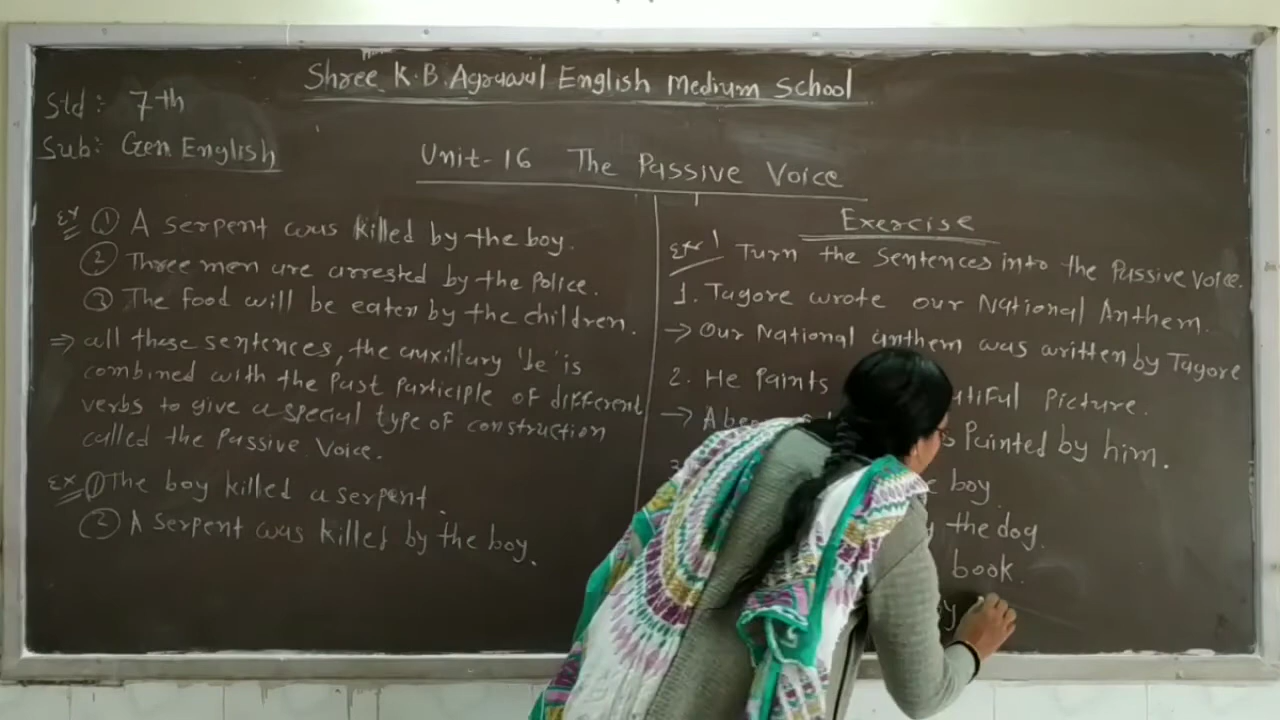 Shree K.B. Agrawal English Medium School
Std: 7th
Sub: Gen English
Unit-16 The Passive Voice
Ex ① A serpent was killed by the boy.
② Three men are arrested by the Police.
③ The food will be eaten by the children.
⇒ all these sentences, the auxiliary 'be' is
combined with the Past Participle of different
verbs to give a special type of construction
called the Passive Voice.
Ex ① The boy killed a serpent.
② A serpent was killed by the boy.
Exercise
Ex 1 Turn the sentences into the Passive Voice.
1. Tagore wrote our National Anthem.
→ Our National anthem was written by Tagore
2. He Paints Picture.
→ A Painted by him.
boy
the dog.
book.
by